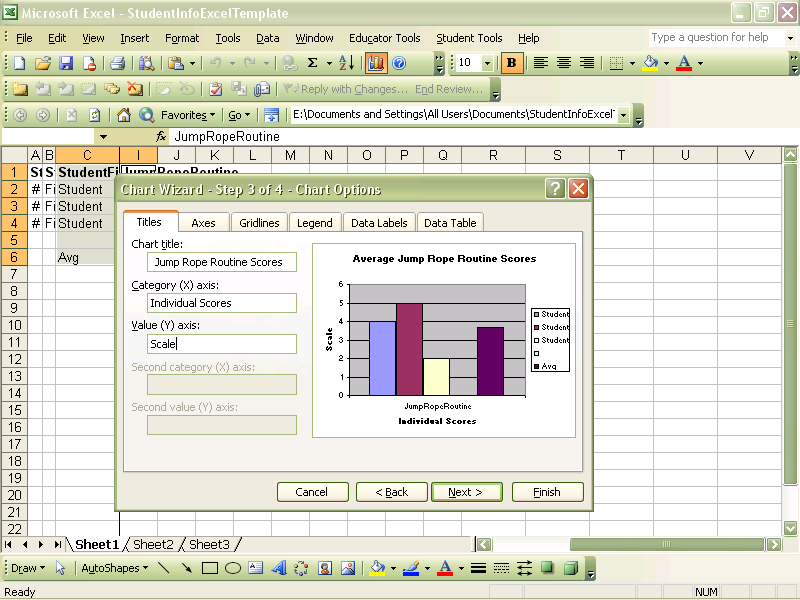 Microsoft Excel - StudentInfoExcelTemplate
File Edit View Insert Format Tools Data Window Educator Tools Student Tools Help Type a question for help
Σ 10 B A
Reply with Changes... End Review...
Favorites Go E:\Documents and Settings\All Users\Documents\StudentInfoExcelT
fx JumpRopeRoutine
A B C I J K L M N O P Q R S T U V
1 St S StudentFi JumpRopeRoutine
2 # Fi Student
3 # Fi Student
4 # Fi Student
5
6 Avg
7
8
9
10
11
12
13
14
15
16
17
18
19
20
21
22
Chart Wizard - Step 3 of 4 - Chart Options
Titles Axes Gridlines Legend Data Labels Data Table
Chart title:
Jump Rope Routine Scores
Category (X) axis:
Individual Scores
Value (Y) axis:
Scale
Second category (X) axis:
Second value (Y) axis:
Average Jump Rope Routine Scores
6
5
4
3
2
1
0
Scale
JumpRopeRoutine
Individual Scores
Student
Student
Student
Avg
Cancel < Back Next > Finish
Sheet1 Sheet2 Sheet3
Draw AutoShapes A A
Ready NUM